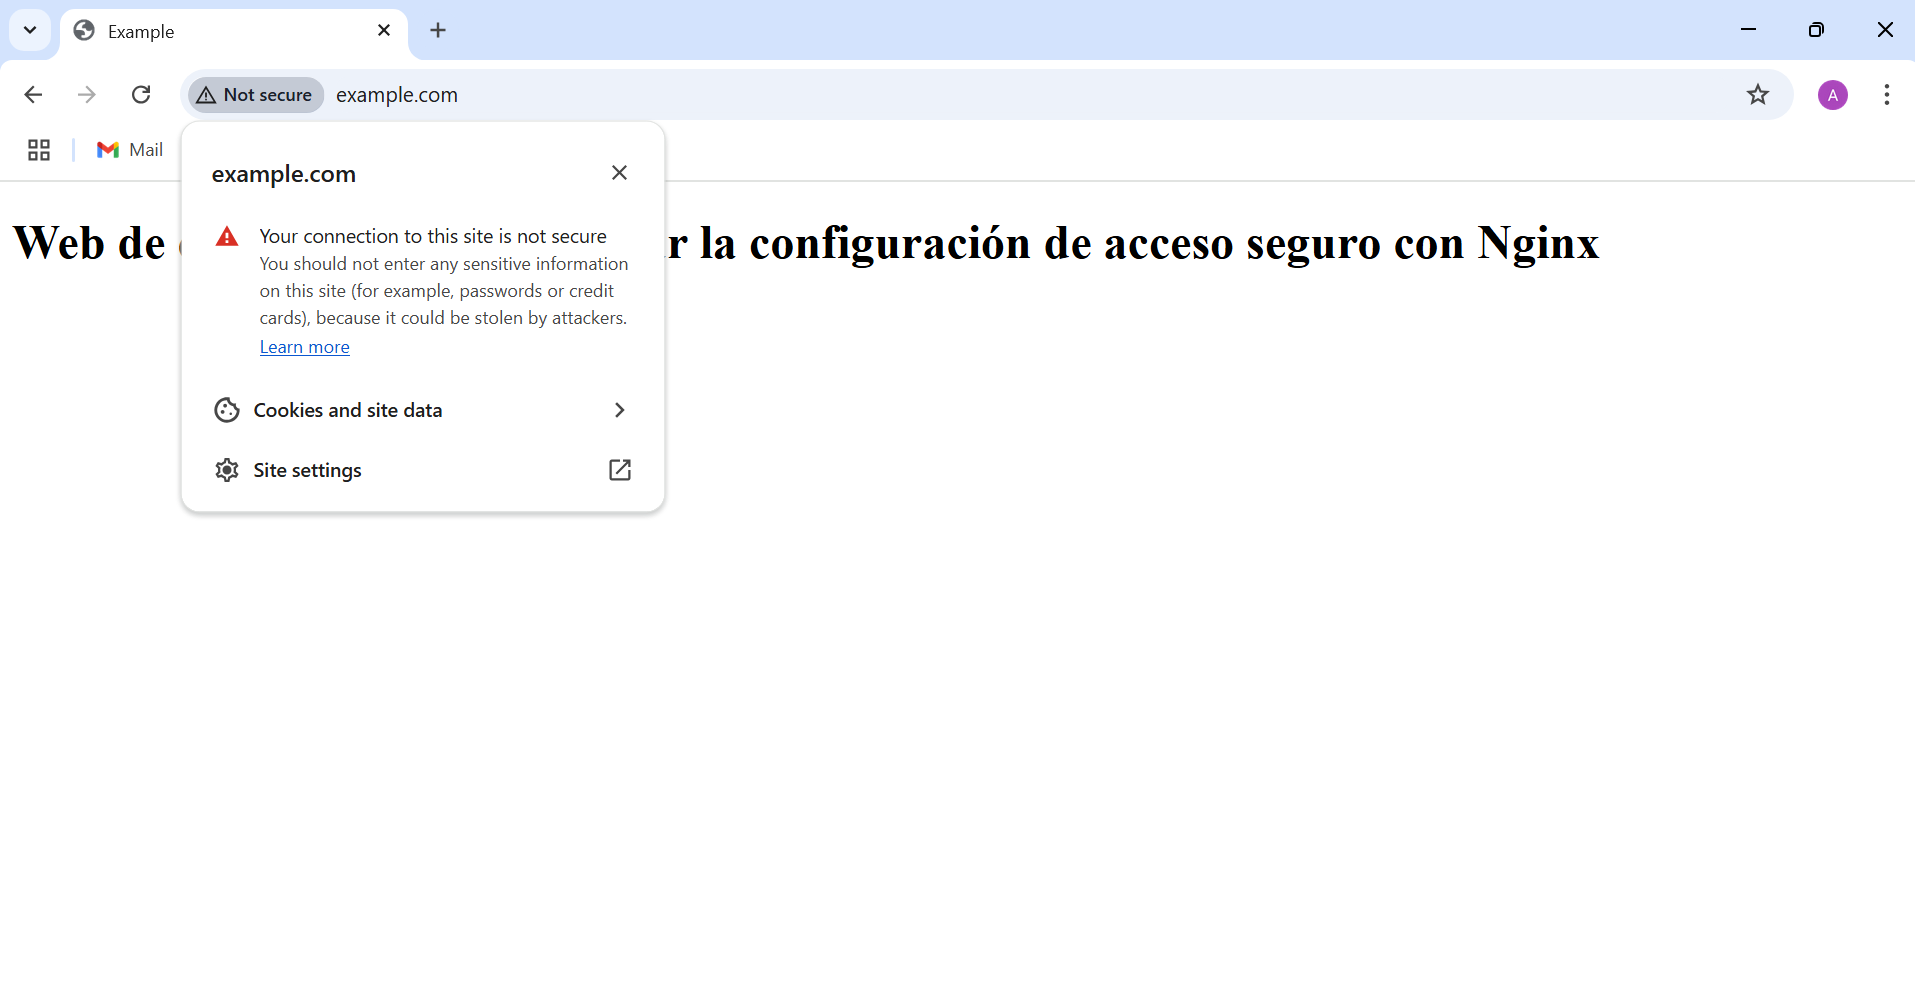 Example
Not secure example.com
A
Mail
example.com
Your connection to this site is not secure
You should not enter any sensitive information
on this site (for example, passwords or credit
cards), because it could be stolen by attackers.
Learn more
Cookies and site data
Site settings
Web de r la configuración de acceso seguro con Nginx